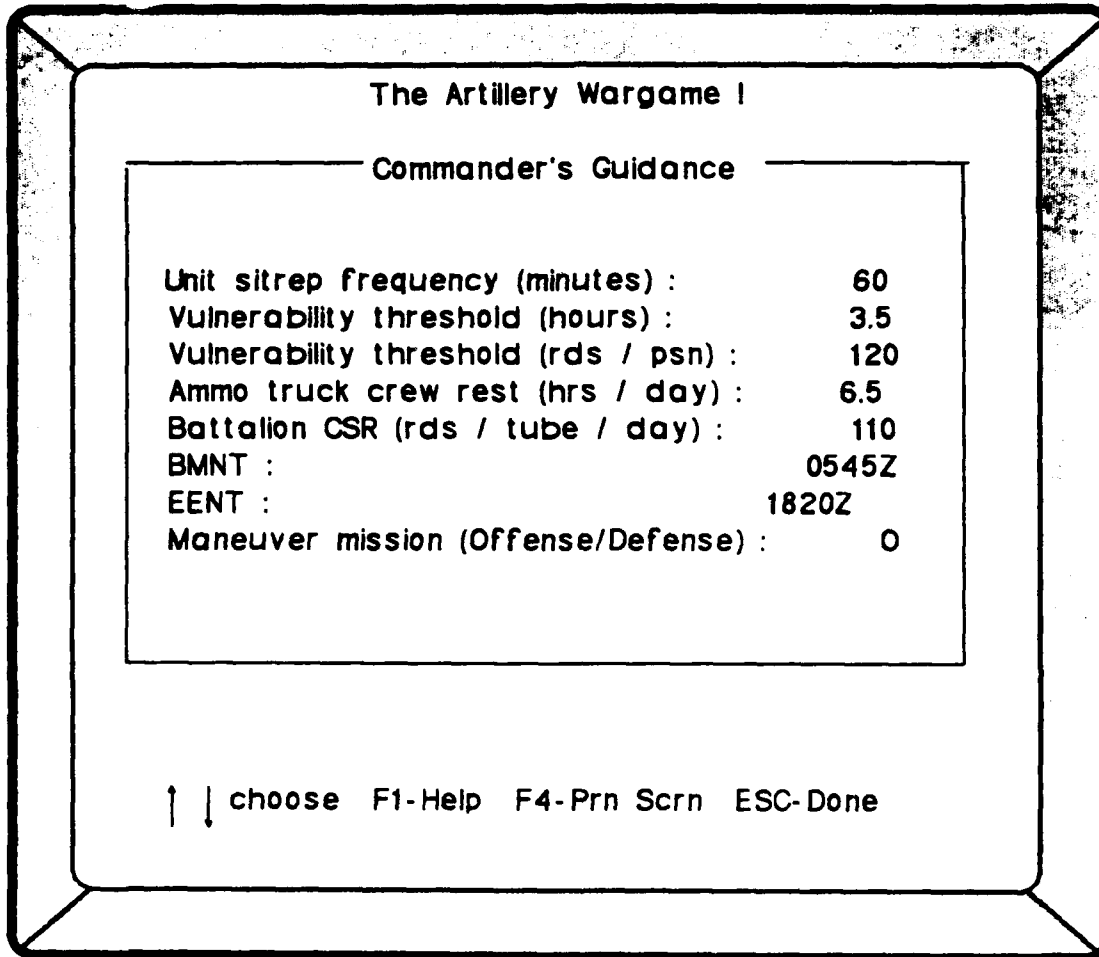 The Artillery Wargame !
Commander's Guidance
Unit sitrep frequency (minutes) : 60
Vulnerability threshold (hours) : 3.5
Vulnerability threshold (rds / psn) : 120
Ammo truck crew rest (hrs / day) : 6.5
Battalion CSR (rds / tube / day) : 110
BMNT : 0545Z
EENT : 1820Z
Maneuver mission (Offense/Defense) : O
↑ ↓ choose F1-Help F4-Prn Scrn ESC-Done